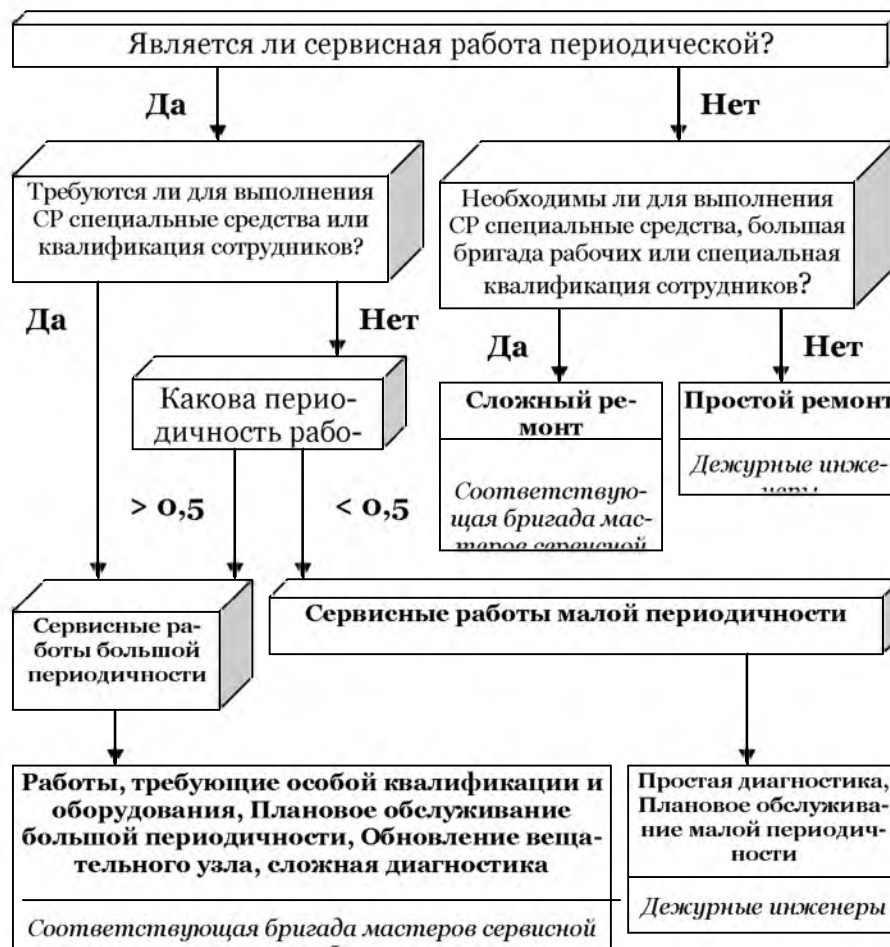 Является ли сервисная работа периодической?
Да
Нет
Требуются ли для выполнения
СР специальные средства или
квалификация сотрудников?
Необходимы ли для выполнения
СР специальные средства, большая
бригада рабочих или специальная
квалификация сотрудников?
Да
Нет
Да
Нет
Какова перио-
дичность рабо-
Сложный ре-
монт
Соответствую-
щая бригада мас-
теров сервисной
Простой ремонт
Дежурные инже-
неры
> 0,5
< 0,5
Сервисные ра-
боты большой
периодичности
Сервисные работы малой периодичности
Работы, требующие особой квалификации и
оборудования, Плановое обслуживание
большой периодичности, Обновление веща-
тельного узла, сложная диагностика
Соответствующая бригада мастеров сервисной
Простая диагностика,
Плановое обслужива-
ние малой периодич-
ности
Дежурные инженеры